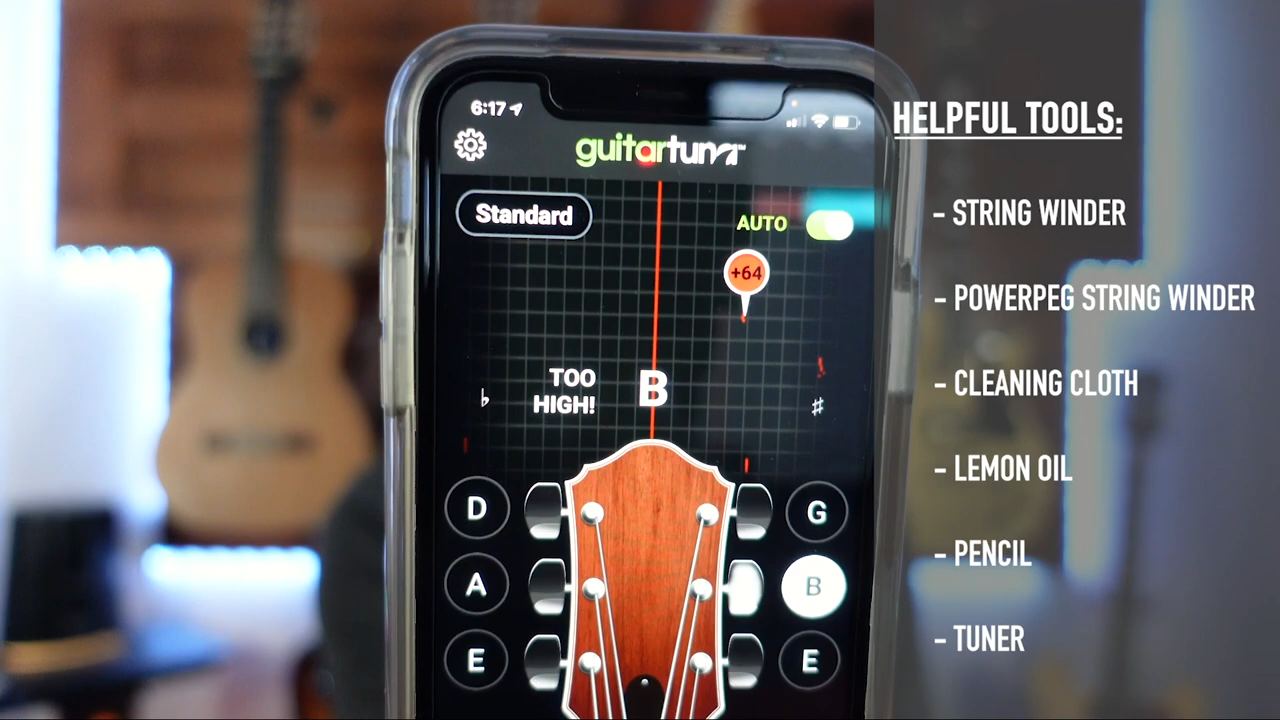 6:17
guitartuna™
Standard
AUTO
+64
TOO
HIGH!
♭
B
♯
D
G
A
B
E
E
HELPFUL TOOLS:
- STRING WINDER
- POWERPEG STRING WINDER
- CLEANING CLOTH
- LEMON OIL
- PENCIL
- TUNER